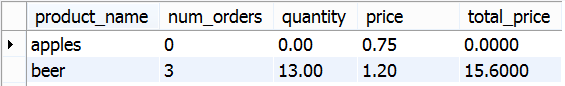 product_name num_orders quantity price total_price
apples 0 0.00 0.75 0.0000
beer 3 13.00 1.20 15.6000